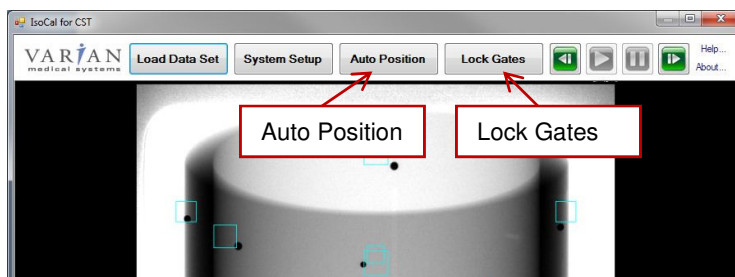 IsoCal for CST
VARIAN
medical systems
Load Data Set
System Setup
Auto Position
Lock Gates
Help...
About...
Auto Position
Lock Gates